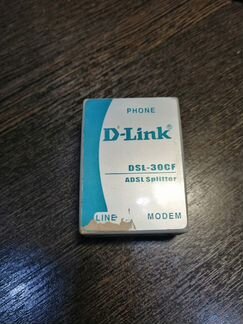 PHONE
D-Link®
DSL-30CF
ADSL Splitter
LINE MODEM